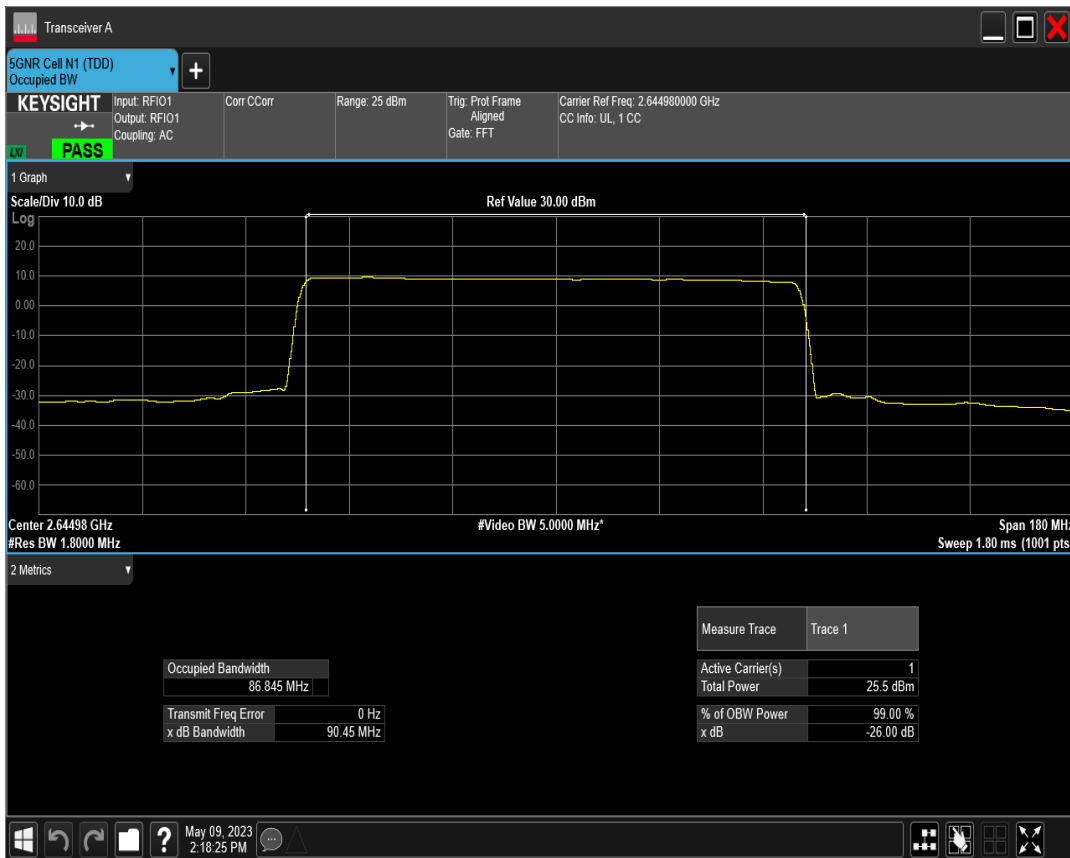 Transceiver A
5GNR Cell N1 (TDD)
Occupied BW
+
KEYSIGHT
LXI
PASS
Input: RFIO1
Output: RFIO1
Coupling: AC
Corr CCorr
Range: 25 dBm
Trig: Prot Frame
Aligned
Gate: FFT
Carrier Ref Freq: 2.644980000 GHz
CC Info: UL, 1 CC
1 Graph
Scale/Div 10.0 dB
Ref Value 30.00 dBm
Log
20.0
10.0
0.00
-10.0
-20.0
-30.0
-40.0
-50.0
-60.0
Center 2.64498 GHz
#Video BW 5.0000 MHz*
Span 180 MHz
#Res BW 1.8000 MHz
Sweep 1.80 ms (1001 pts
2 Metrics
Measure Trace Trace 1
Occupied Bandwidth
86.845 MHz
Active Carrier(s) 1
Total Power 25.5 dBm
Transmit Freq Error 0 Hz
x dB Bandwidth 90.45 MHz
% of OBW Power 99.00 %
x dB -26.00 dB
?
May 09, 2023
2:18:25 PM